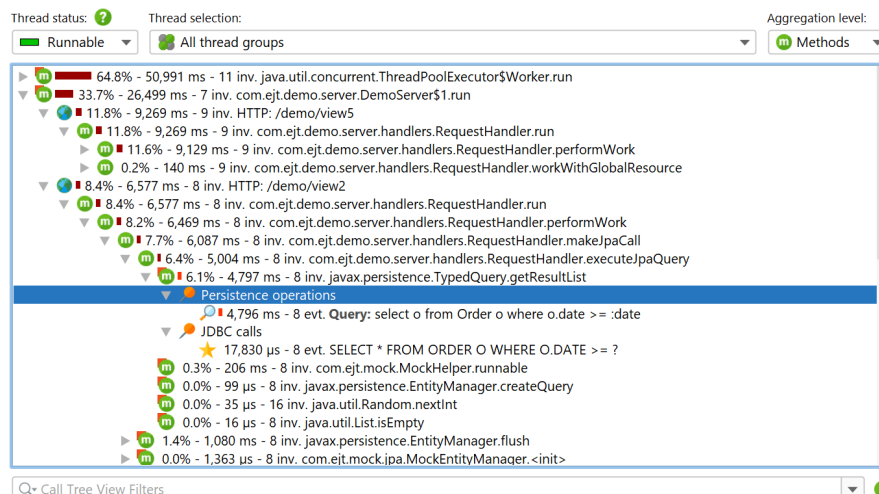 Thread status: ?
Thread selection:
Aggregation level:
Runnable
All thread groups
m Methods
m 64.8% - 50,991 ms - 11 inv. java.util.concurrent.ThreadPoolExecutor$Worker.run
m 33.7% - 26,499 ms - 7 inv. com.ejt.demo.server.DemoServer$1.run
11.8% - 9,269 ms - 9 inv. HTTP: /demo/view5
m 11.8% - 9,269 ms - 9 inv. com.ejt.demo.server.handlers.RequestHandler.run
m 11.6% - 9,129 ms - 9 inv. com.ejt.demo.server.handlers.RequestHandler.performWork
m 0.2% - 140 ms - 9 inv. com.ejt.demo.server.handlers.RequestHandler.workWithGlobalResource
8.4% - 6,577 ms - 8 inv. HTTP: /demo/view2
m 8.4% - 6,577 ms - 8 inv. com.ejt.demo.server.handlers.RequestHandler.run
m 8.2% - 6,469 ms - 8 inv. com.ejt.demo.server.handlers.RequestHandler.performWork
m 7.7% - 6,087 ms - 8 inv. com.ejt.demo.server.handlers.RequestHandler.makeJpaCall
m 6.4% - 5,004 ms - 8 inv. com.ejt.demo.server.handlers.RequestHandler.executeJpaQuery
m 6.1% - 4,797 ms - 8 inv. javax.persistence.TypedQuery.getResultList
Persistence operations
4,796 ms - 8 evt. Query: select o from Order o where o.date >= :date
JDBC calls
17,830 µs - 8 evt. SELECT * FROM ORDER O WHERE O.DATE >= ?
m 0.3% - 206 ms - 8 inv. com.ejt.mock.MockHelper.runnable
m 0.0% - 99 µs - 8 inv. javax.persistence.EntityManager.createQuery
m 0.0% - 35 µs - 16 inv. java.util.Random.nextInt
m 0.0% - 16 µs - 8 inv. java.util.List.isEmpty
m 1.4% - 1,080 ms - 8 inv. javax.persistence.EntityManager.flush
m 0.0% - 1,363 µs - 8 inv. com.ejt.mock.jpa.MockEntityManager.<init>
Call Tree View Filters